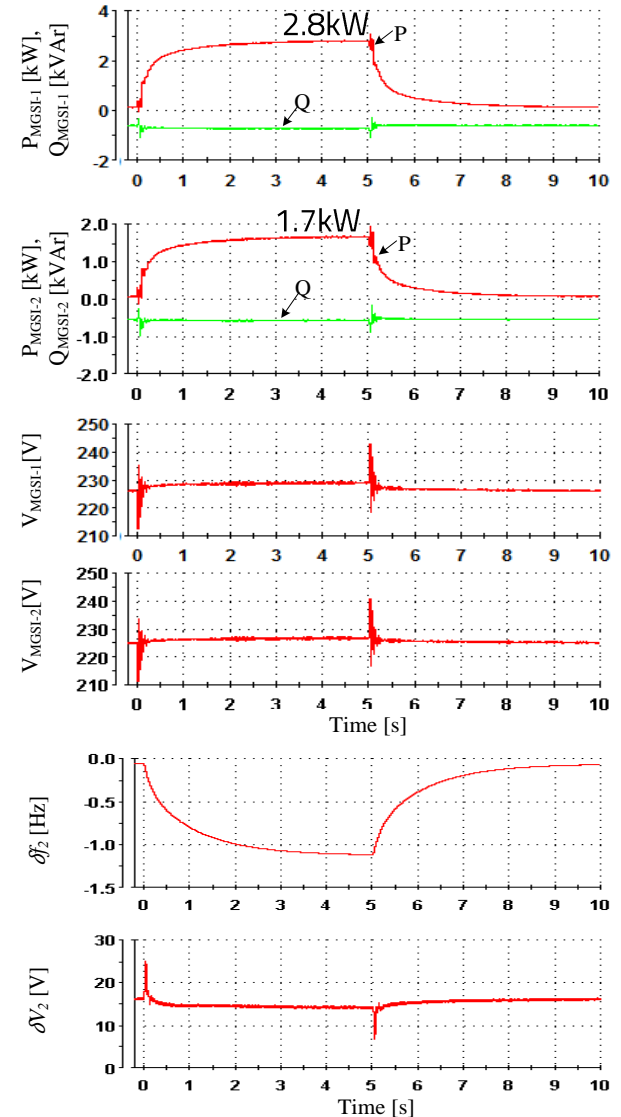 P_MGSI-1 [kW],
Q_MGSI-1 [kVAr]
4
2
0
-2
2.8kW
P
Q
0 1 2 3 4 5 6 7 8 9 10
P_MGSI-2 [kW],
Q_MGSI-2 [kVAr]
2.0
1.0
0.0
-1.0
2.0
1.7kW
P
Q
0 1 2 3 4 5 6 7 8 9 10
V_MGSI-1[V]
250
240
230
220
210
0 1 2 3 4 5 6 7 8 9 10
V_MGSI-2[V]
250
240
230
220
210
0 1 2 3 4 5 6 7 8 9 10
Time [s]
δf₂ [Hz]
0.0
-0.5
-1.0
-1.5
0 1 2 3 4 5 6 7 8 9 10
δV₂ [V]
30
20
10
0
0 1 2 3 4 5 6 7 8 9 10
Time [s]